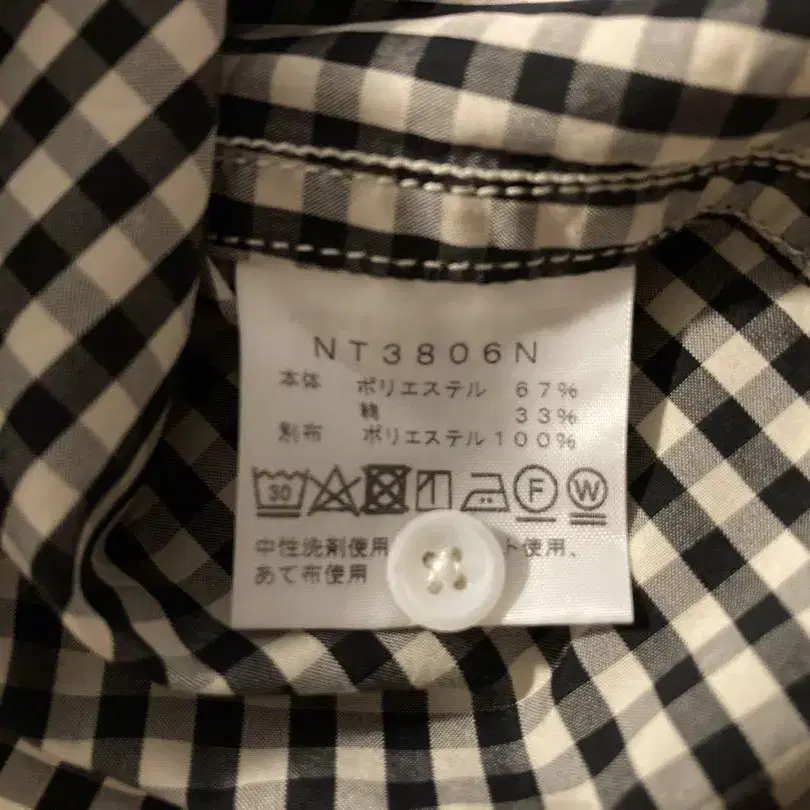 NT3806N
本体 ポリエステル 67%
綿 33%
別布 ポリエステル100%
30 F W
中性洗剤使用 ト使用、
あて布使用